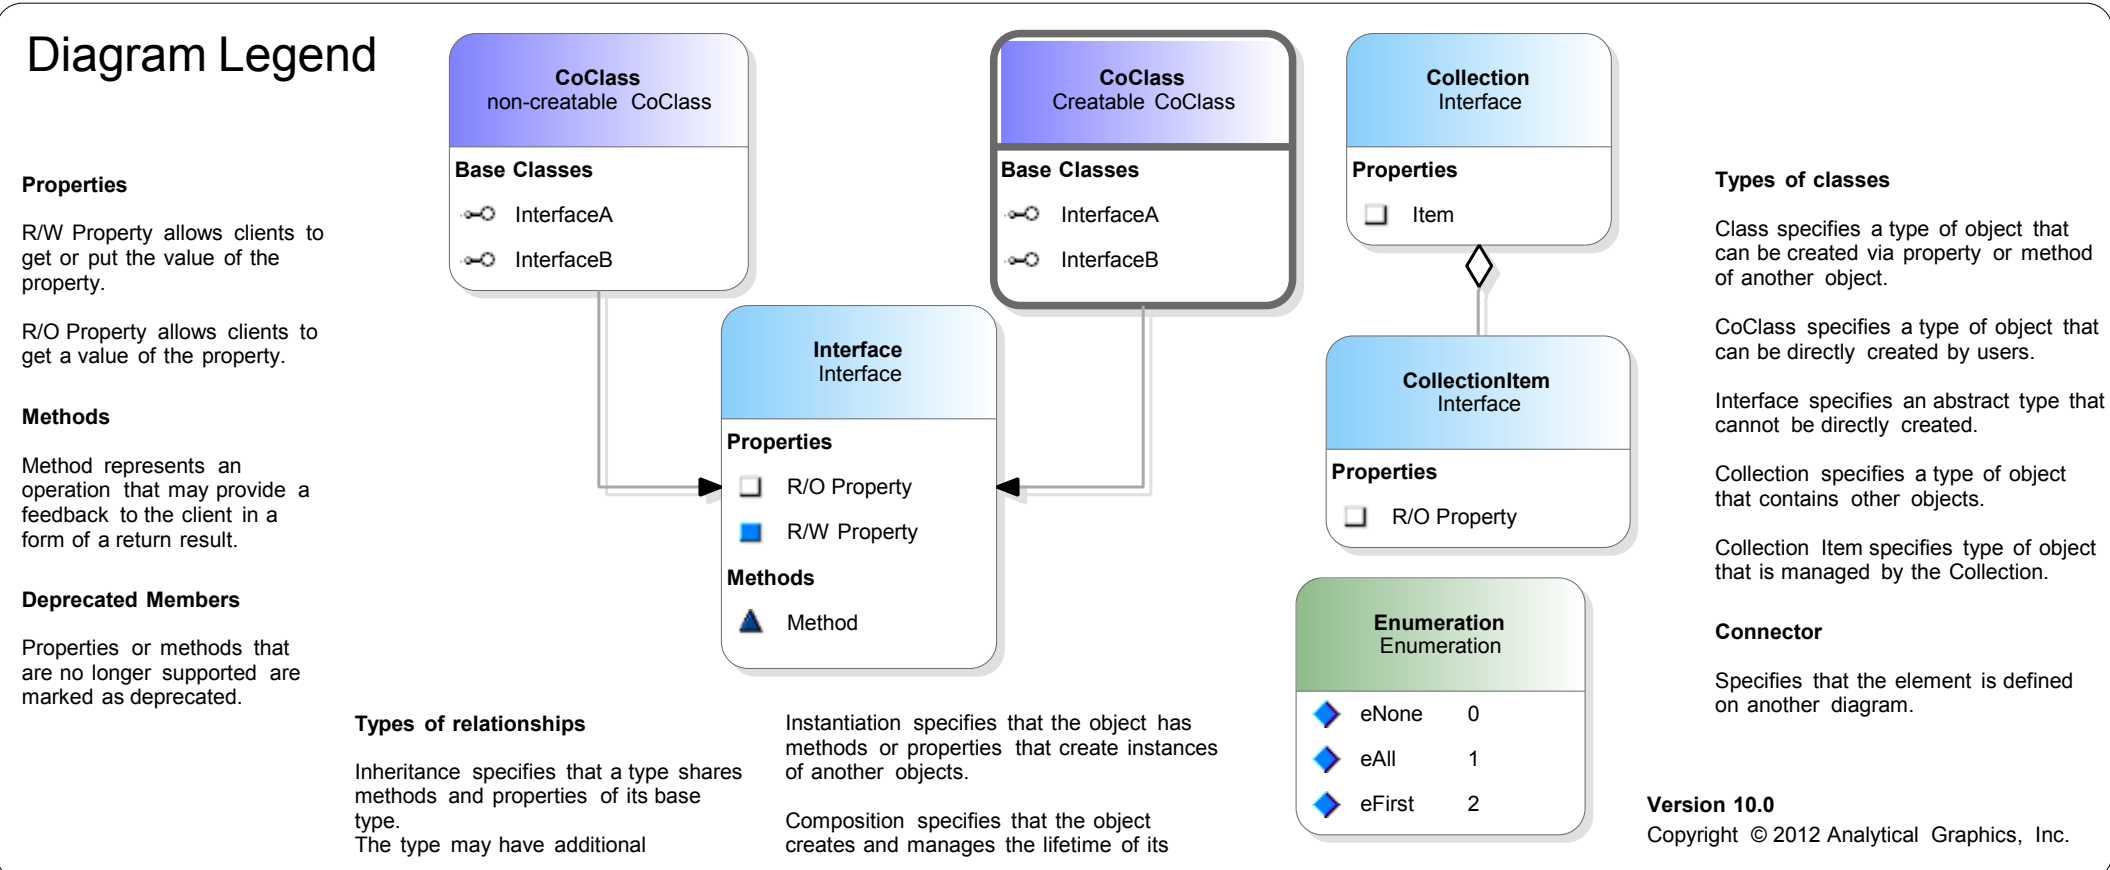 Diagram Legend
Properties
R/W Property allows clients to
get or put the value of the
property.
R/O Property allows clients to
get a value of the property.
Methods
Method represents an
operation that may provide a
feedback to the client in a
form of a return result.
Deprecated Members
Properties or methods that
are no longer supported are
marked as deprecated.
CoClass
non-creatable CoClass
Base Classes
InterfaceA
InterfaceB
Interface
Interface
Properties
R/O Property
R/W Property
Methods
Method
CoClass
Creatable CoClass
Base Classes
InterfaceA
InterfaceB
Collection
Interface
Properties
Item
CollectionItem
Interface
Properties
R/O Property
Enumeration
Enumeration
eNone 0
eAll 1
eFirst 2
Types of relationships
Inheritance specifies that a type shares
methods and properties of its base
type.
The type may have additional
Instantiation specifies that the object has
methods or properties that create instances
of another objects.
Composition specifies that the object
creates and manages the lifetime of its
Types of classes
Class specifies a type of object that
can be created via property or method
of another object.
CoClass specifies a type of object that
can be directly created by users.
Interface specifies an abstract type that
cannot be directly created.
Collection specifies a type of object
that contains other objects.
Collection Item specifies type of object
that is managed by the Collection.
Connector
Specifies that the element is defined
on another diagram.
Version 10.0
Copyright © 2012 Analytical Graphics, Inc.